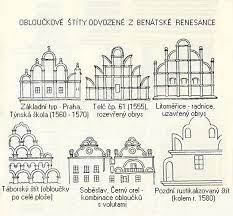 OBLOUČKOVÉ ŠTÍTY ODVOZENÉ Z BENÁTSKÉ RENESANCE
Základní typ - Praha,
Týnská škola (1560 - 1570)
Telč čp. 61 (1555),
rozevřený obrys
Litoměřice - radnice,
uzavřený obrys
Táborský štít (obloučky
po celé ploše)
Soběslav, Černý orel -
kombinace obloučků
s volutami
Pozdní rustikalizovaný štít
(kolem r. 1580)